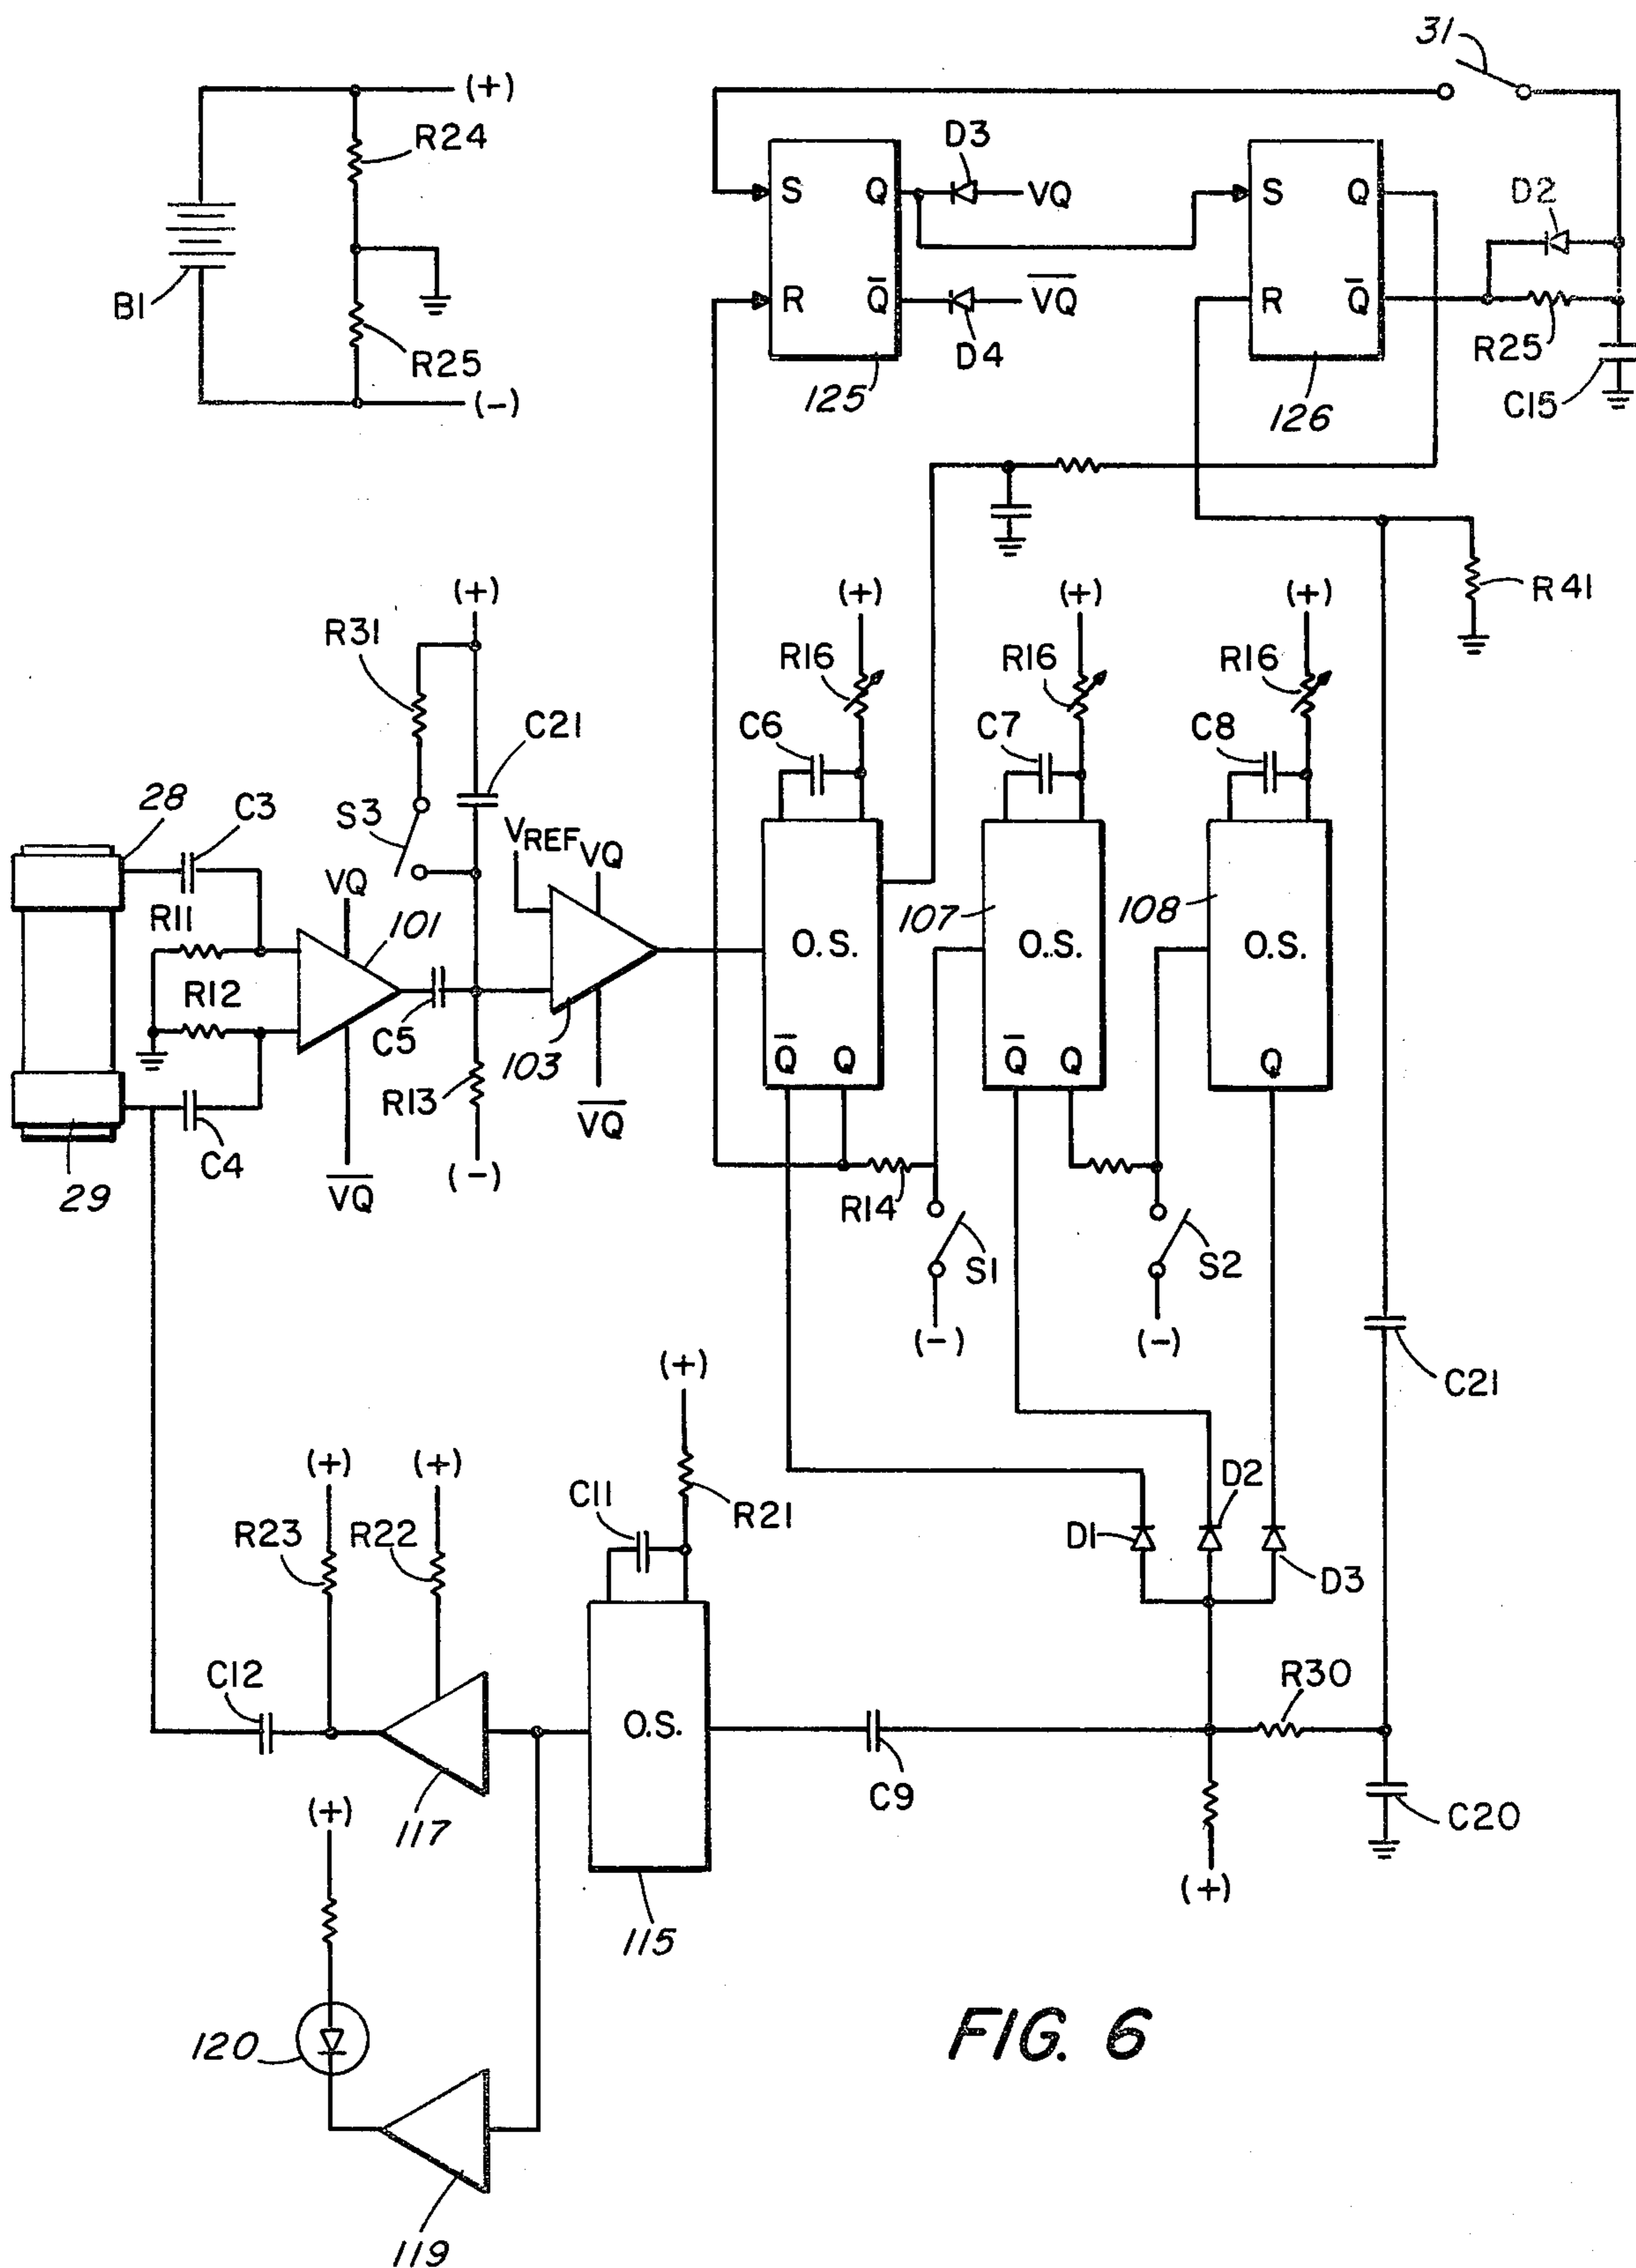 31
(+)
R24
B1
R25
(-)
S
Q
D3
VQ
R
Q̅
D4
V̅Q̅
125
S
Q
D2
R
Q̅
R25
126
C15
R41
(+)
(+)
(+)
(+)
R31
R16
R16
R16
C6
C7
C8
C21
S3
28
C3
VREF
VQ
VQ
R11
101
R12
O.S.
107
O.S.
108
O.S.
C5
103
R13
Q̅
Q
Q̅
Q
Q
C4
29
V̅Q̅
(-)
V̅Q̅
R14
S1
S2
(-)
(-)
C21
(+)
(+)
(+)
R21
C11
R23
R22
D1
D2
D3
C12
O.S.
R30
C9
117
C20
(+)
(+)
115
120
119
FIG. 6